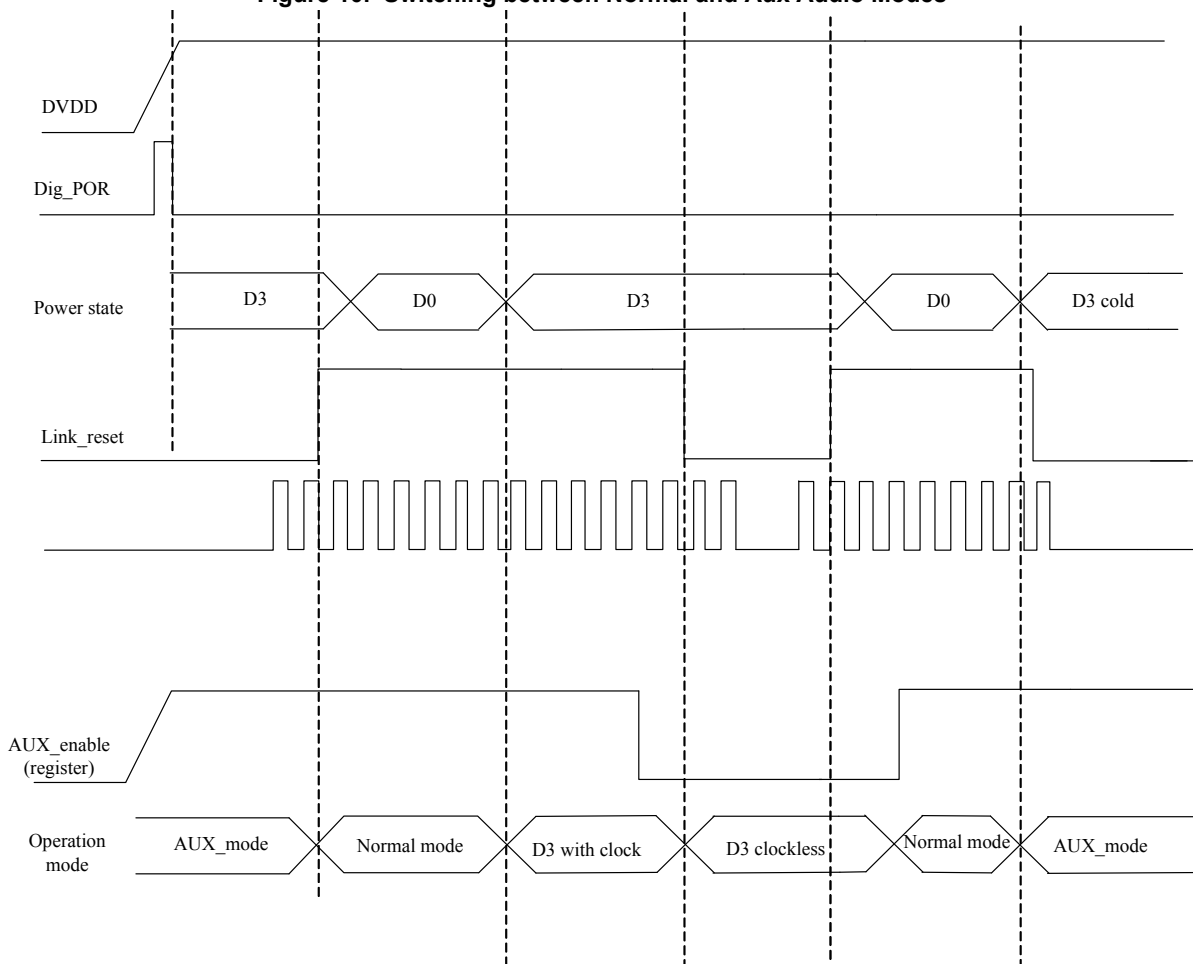 Figure 10. Switching between Normal and Aux Audio Modes
DVDD
Dig_POR
Power state
D3
D0
D3
D0
D3 cold
Link_reset
AUX_enable
(register)
Operation
mode
AUX_mode
Normal mode
D3 with clock
D3 clockless
Normal mode
AUX_mode